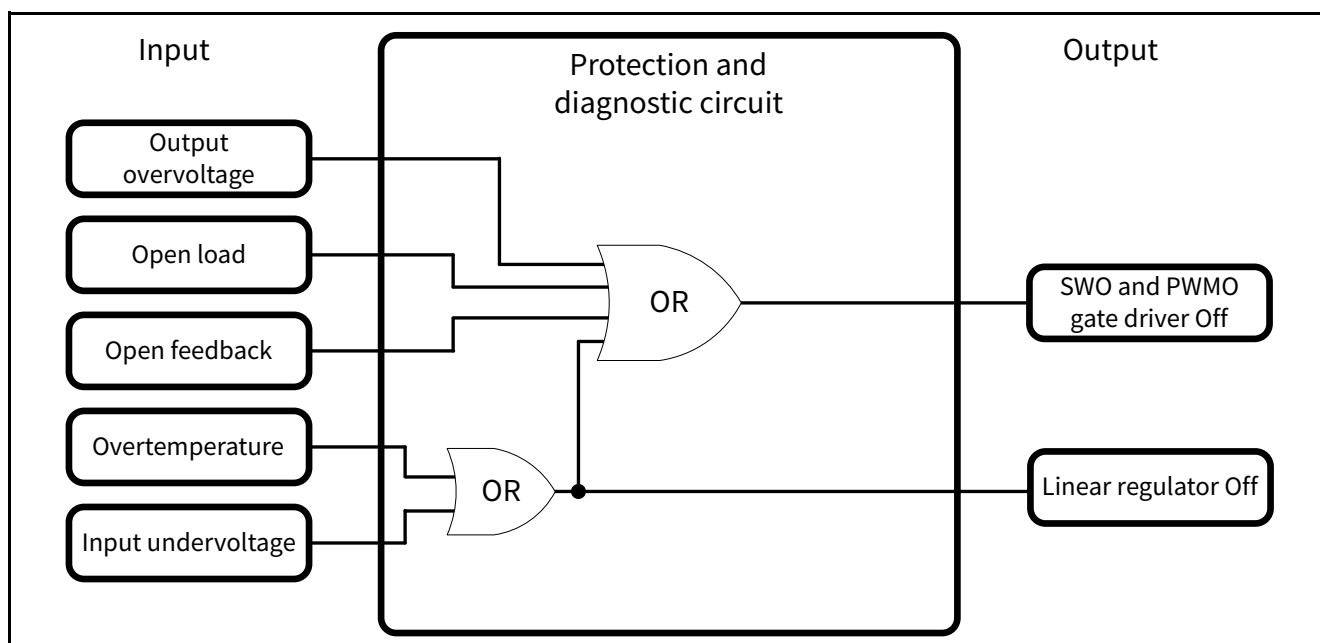 Input
Protection and
diagnostic circuit
Output
Output
overvoltage
Open load
Open feedback
Overtemperature
Input undervoltage
OR
OR
SWO and PWMO
gate driver Off
Linear regulator Off